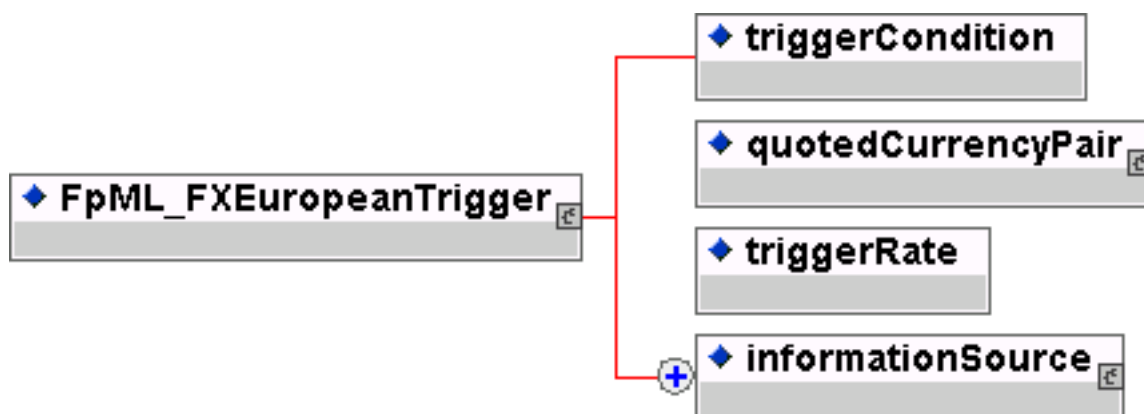 triggerCondition
quotedCurrencyPair
FpML_FXEuropeanTrigger
triggerRate
informationSource